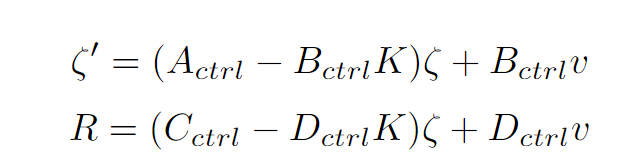 ζ′ = (A_{ctrl} − B_{ctrl}K)ζ + B_{ctrl}v
R = (C_{ctrl} − D_{ctrl}K)ζ + D_{ctrl}v